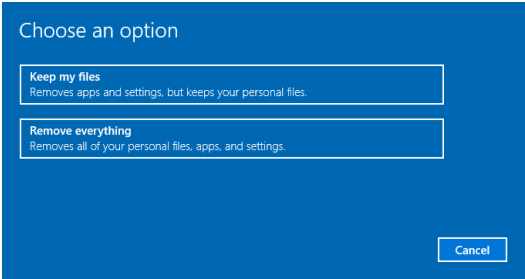 Choose an option
Keep my files
Removes apps and settings, but keeps your personal files.
Remove everything
Removes all of your personal files, apps, and settings.
Cancel